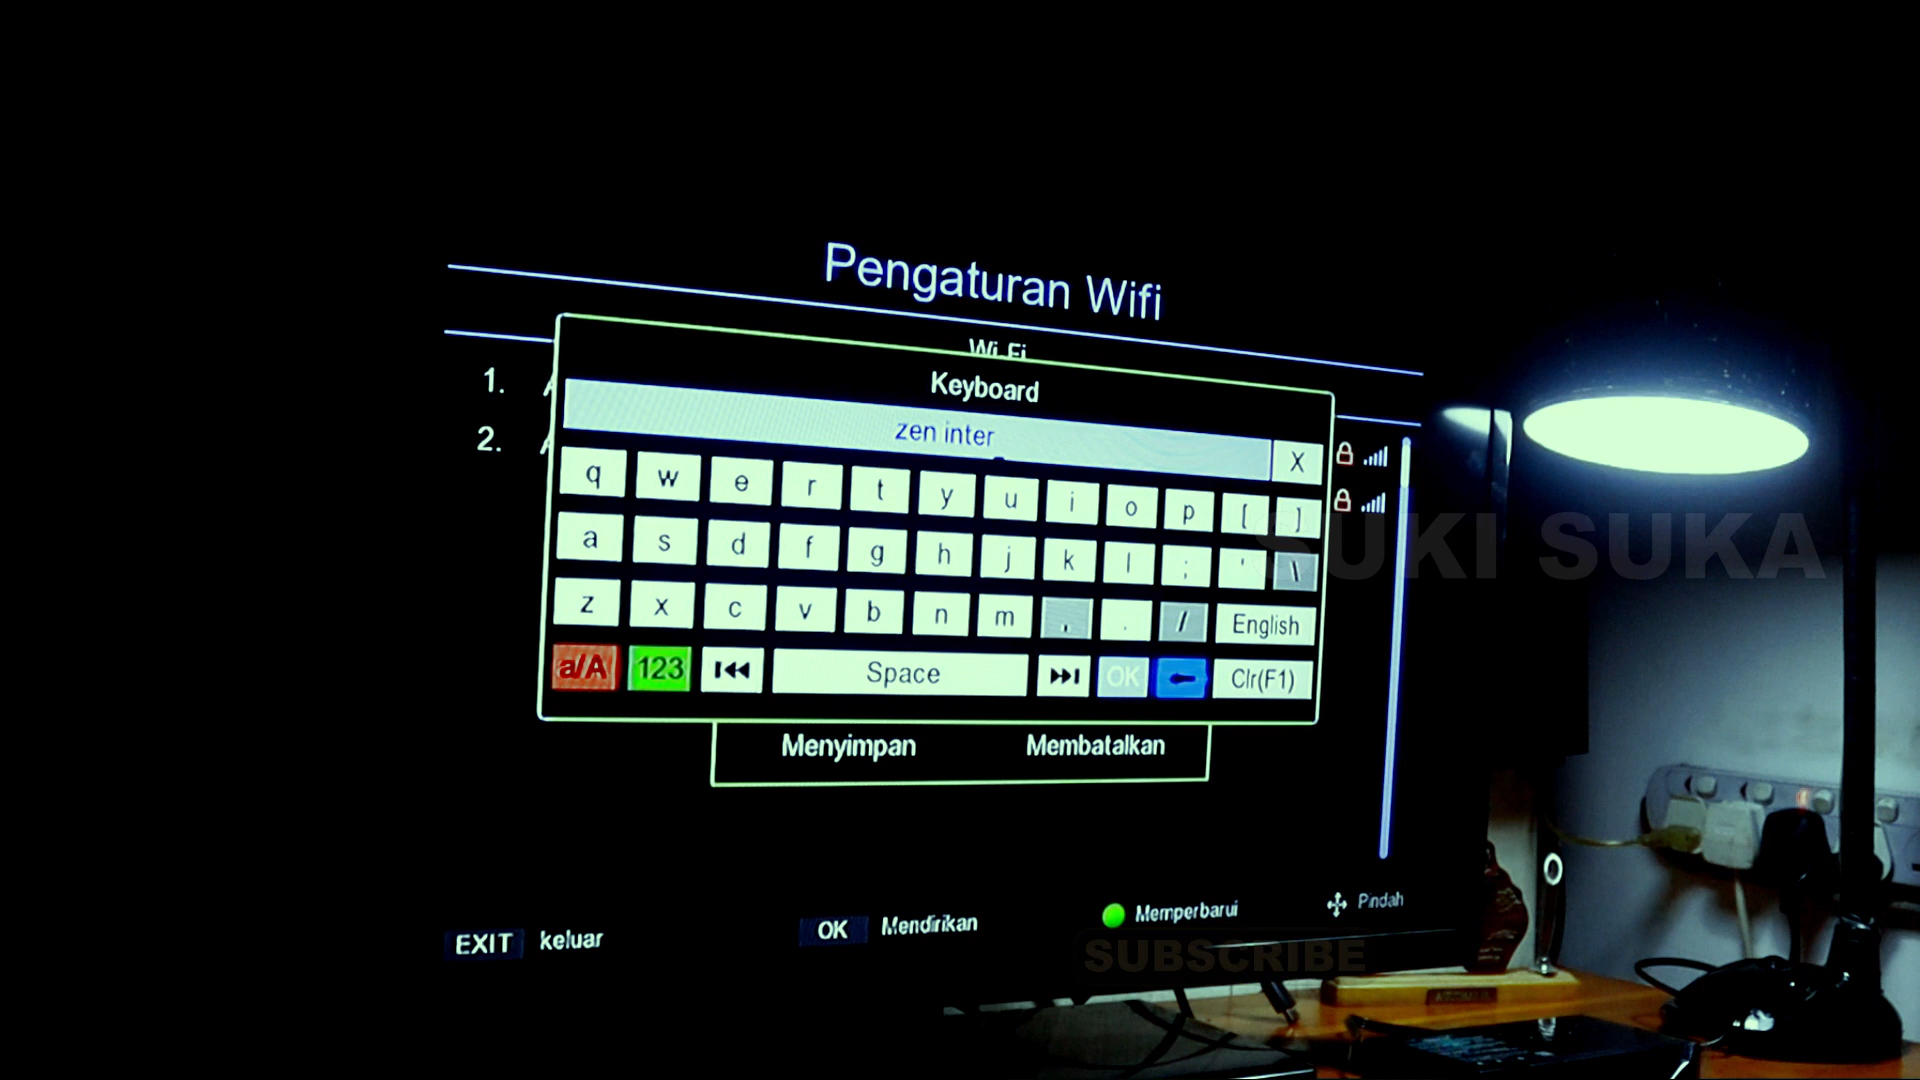 Pengaturan Wifi
Wi-Fi
Keyboard
zen inter
X
q w e r t y u i o p [ ]
1.
a s d f g h j k l ; ' \
2.
z x c v b n m , . / English
a/A 123 Space OK Clr(F1)
SUKI SUKA
Menyimpan Membatalkan
EXIT keluar OK Mendirikan Memperbarui Pindah
SUBSCRIBE